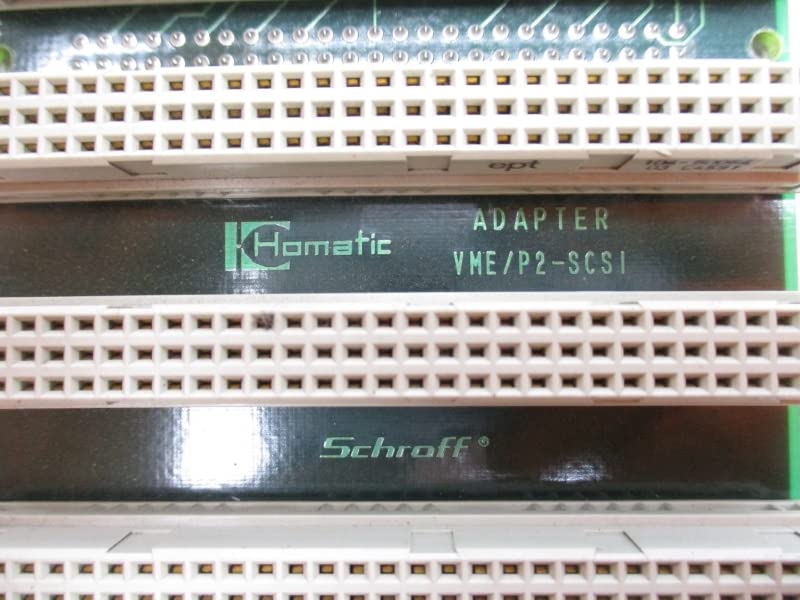 ept
Homatic
ADAPTER
VME/P2-SCSI
Schroff®